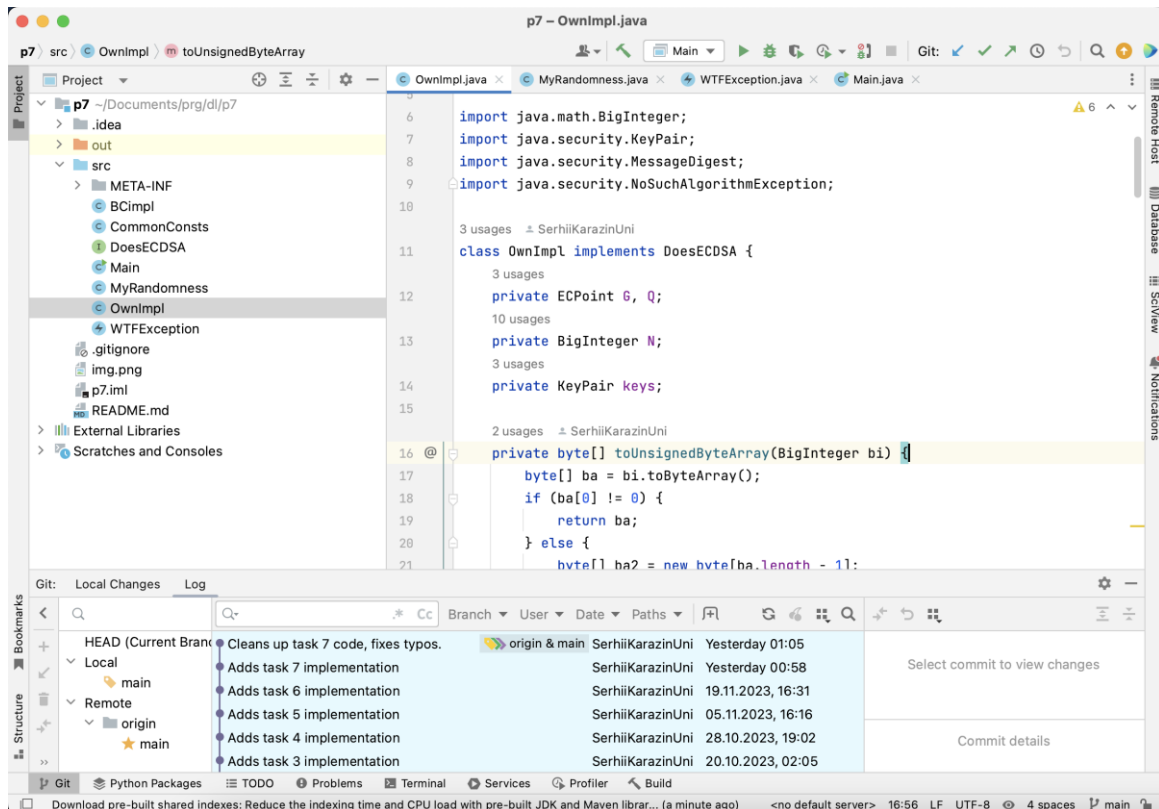 p7 – OwnImpl.java
p7 src OwnImpl toUnsignedByteArray
Main Git:
Project
Project
p7 ~/Documents/prg/dl/p7
.idea
out
src
META-INF
BCimpl
CommonConsts
DoesECDSA
Main
MyRandomness
OwnImpl
WTFException
.gitignore
img.png
p7.iml
README.md
External Libraries
Scratches and Consoles
OwnImpl.java MyRandomness.java WTFException.java Main.java
6
5
6 import java.math.BigInteger;
7 import java.security.KeyPair;
8 import java.security.MessageDigest;
9 import java.security.NoSuchAlgorithmException;
10
3 usages SerhiiKarazinUni
11 class OwnImpl implements DoesECDSA {
3 usages
12 private ECPoint G, Q;
10 usages
13 private BigInteger N;
3 usages
14 private KeyPair keys;
15
2 usages SerhiiKarazinUni
16 @ private byte[] toUnsignedByteArray(BigInteger bi) {
17 byte[] ba = bi.toByteArray();
18 if (ba[0] != 0) {
19 return ba;
20 } else {
21 byte[] ba2 = new byte[ba.length - 1];
Remote Host
Database
SciView
Notifications
Bookmarks
Structure
Git: Local Changes Log
.* Cc Branch User Date Paths
HEAD (Current Branc
Local
main
Remote
origin
main
Cleans up task 7 code, fixes typos. origin & main SerhiiKarazinUni Yesterday 01:05
Adds task 7 implementation SerhiiKarazinUni Yesterday 00:58
Adds task 6 implementation SerhiiKarazinUni 19.11.2023, 16:31
Adds task 5 implementation SerhiiKarazinUni 05.11.2023, 16:16
Adds task 4 implementation SerhiiKarazinUni 28.10.2023, 19:02
Adds task 3 implementation SerhiiKarazinUni 20.10.2023, 02:05
Select commit to view changes
Commit details
Git Python Packages TODO Problems Terminal Services Profiler Build
Download pre-built shared indexes: Reduce the indexing time and CPU load with pre-built JDK and Maven librar... (a minute ago) <no default server> 16:56 LF UTF-8 4 spaces main